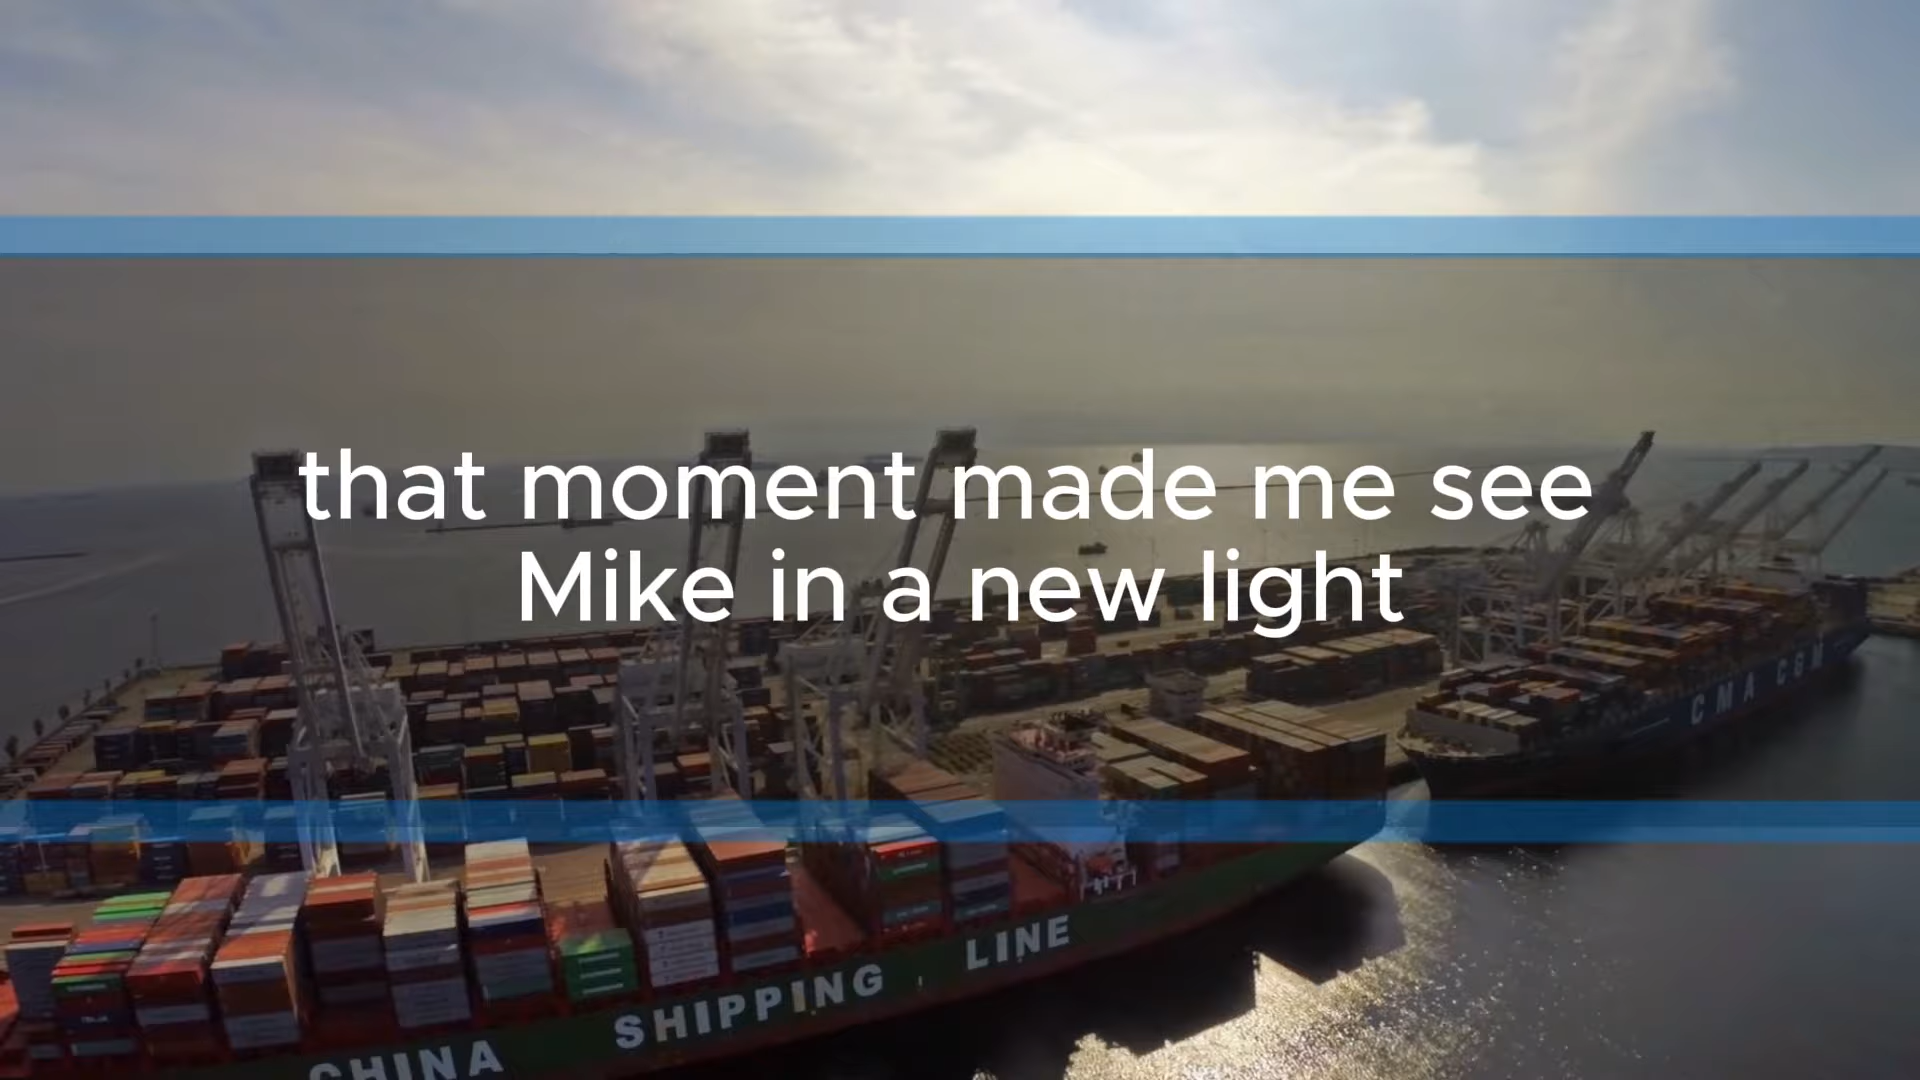 that moment made me see
Mike in a new light
CMA CGM
CHINA SHIPPING LINE